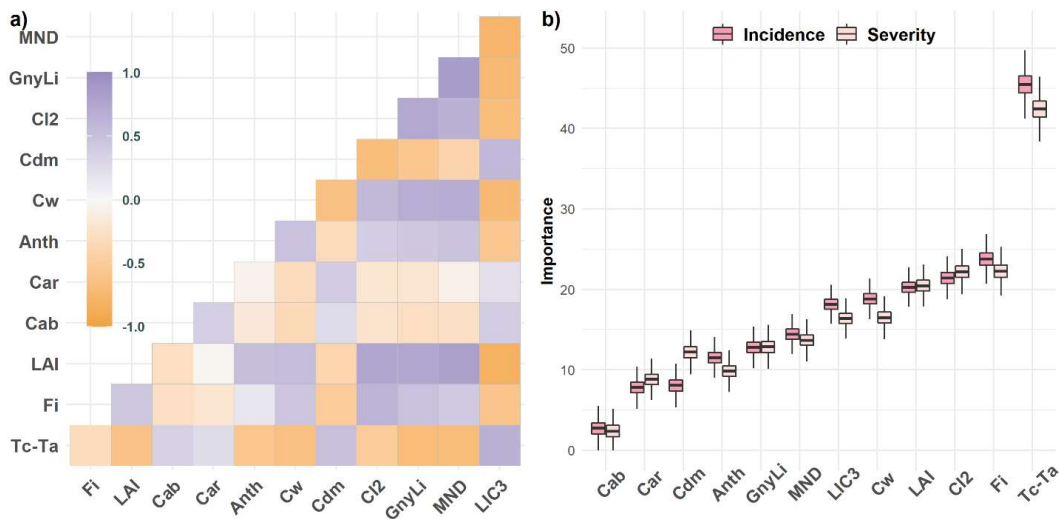 a)
MND
GnyLi
Cl2
Cdm
Cw
Anth
Car
Cab
LAI
Fi
Tc-Ta
1.0
0.5
0.0
-0.5
-1.0
Fi LAI Cab Car Anth Cw Cdm Cl2 GnyLi MND LIC3
b)
Incidence Severity
Importance
50
40
30
20
10
0
Cab Car Cdm Anth GnyLi MND LIC3 Cw LAI Cl2 Fi Tc-Ta